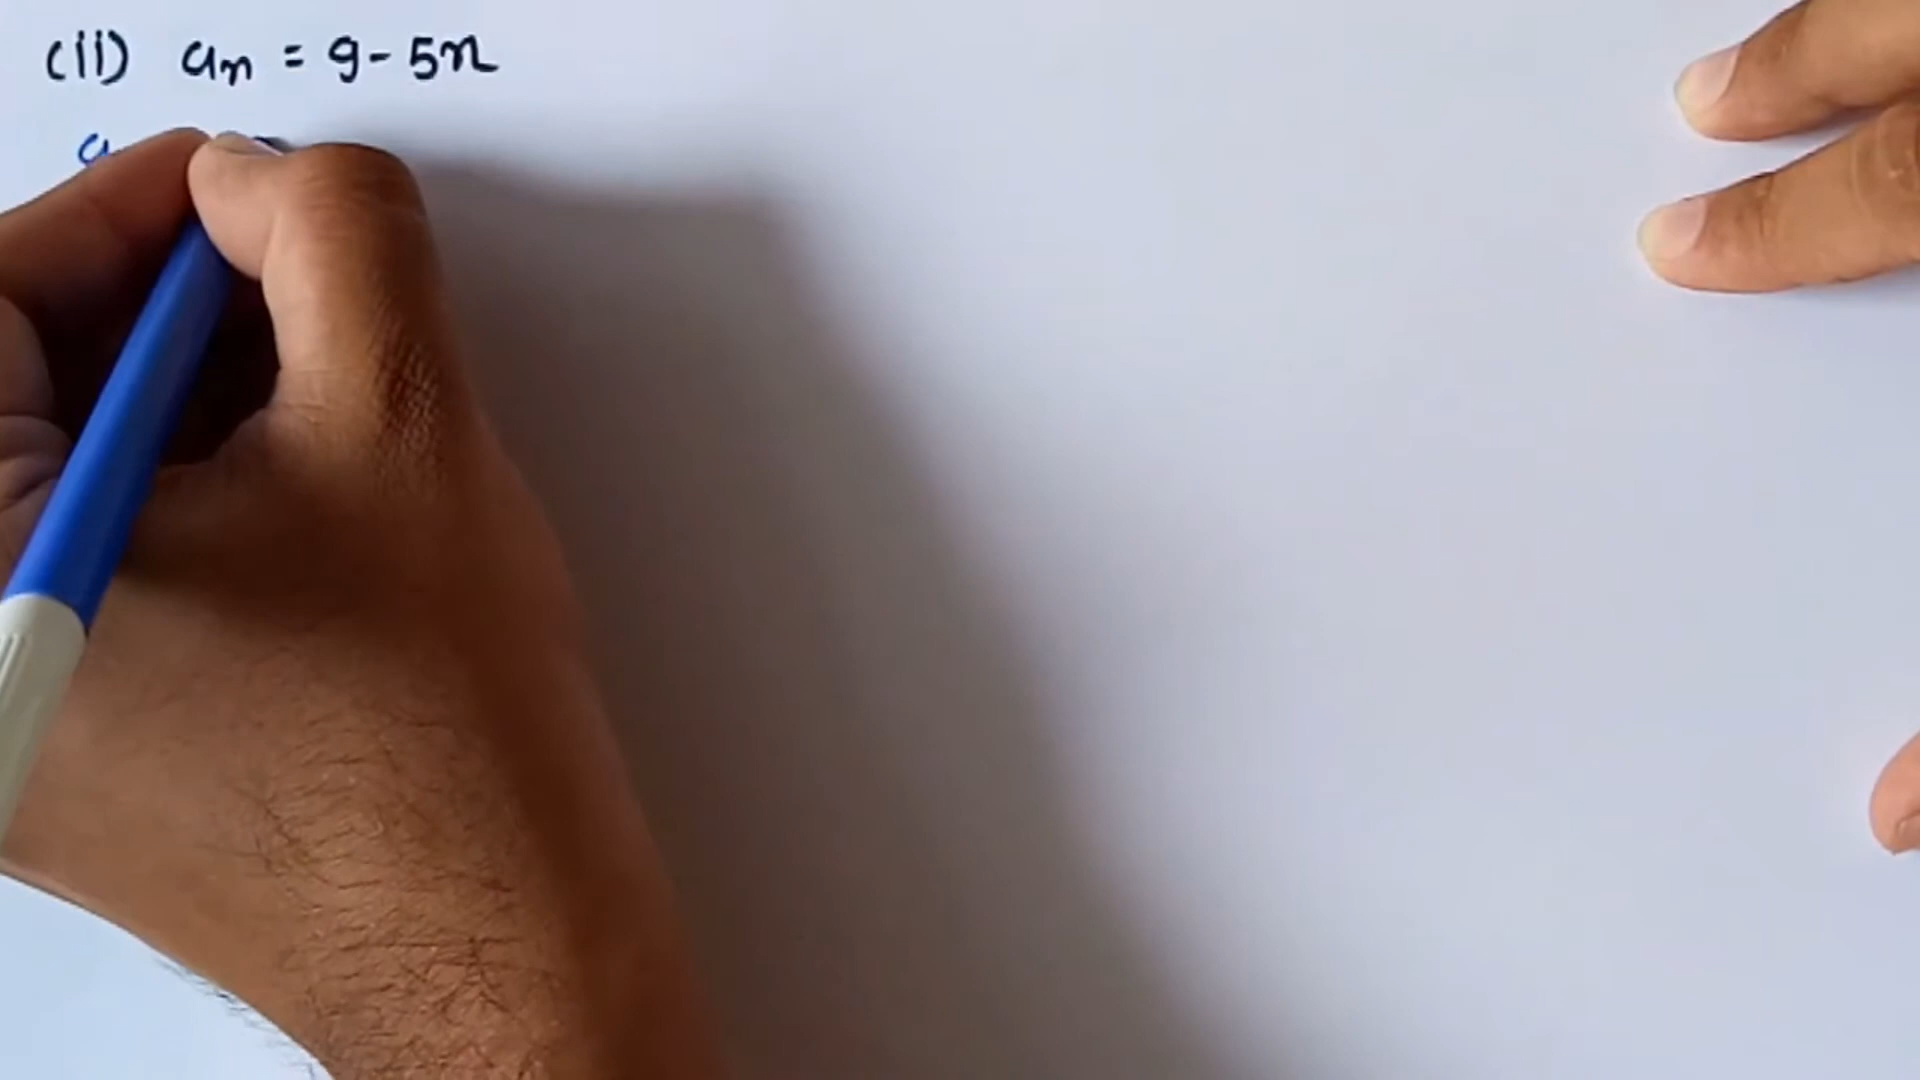 (ii) an = 9 - 5n
a